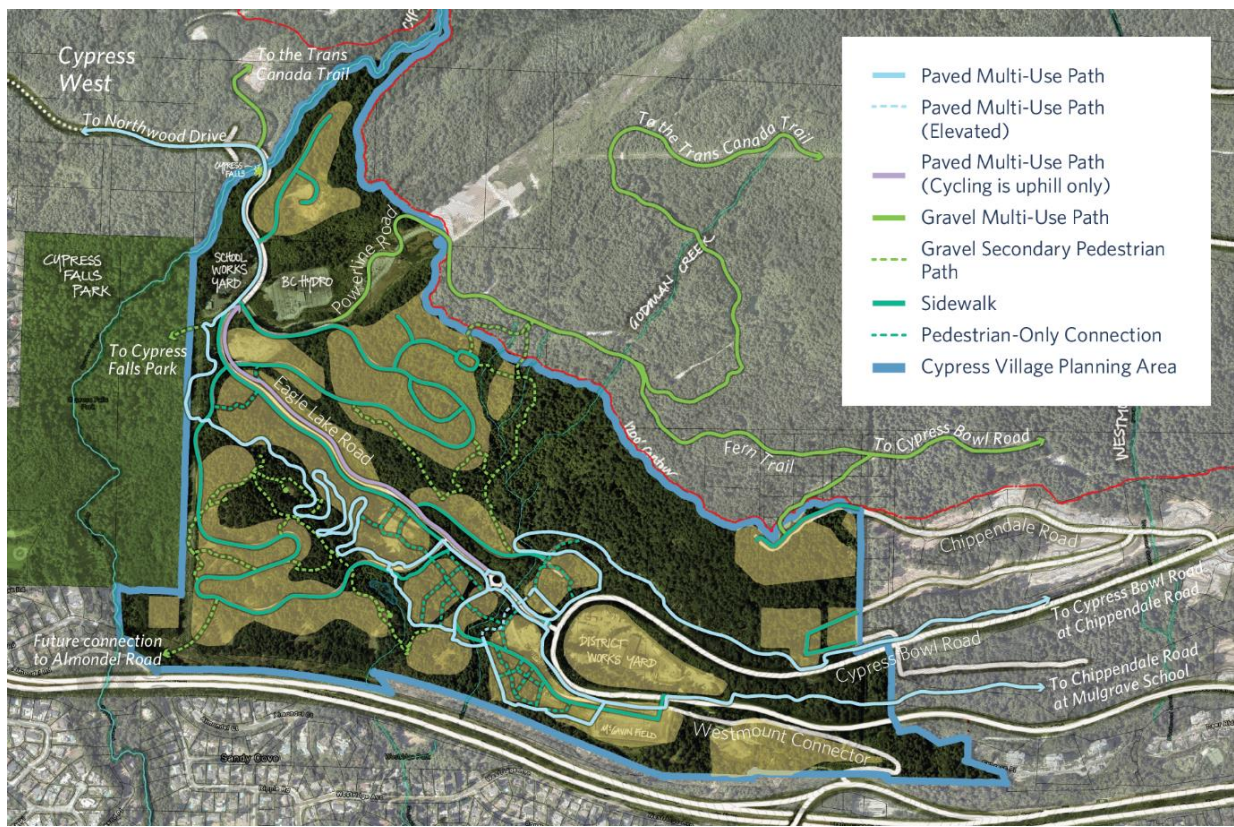 Cypress
West
To the Trans
Canada Trail
To Northwood Drive
CYPRESS
FALLS
CYPRESS
FALLS
PARK
SCHOOL
WORKS
YARD
BC HYDRO
Powerline Road
To the Trans Canada Trail
GODMAN CREEK
To Cypress
Falls Park
Eagle Lake Road
1200' Contour
Fern Trail
To Cypress Bowl Road
Chippendale Road
To Cypress Bowl Road
at Chippendale Road
Cypress Bowl Road
To Chippendale Road
at Mulgrave School
DISTRICT
WORKS YARD
MCGAVIN FIELD
Westmount Connector
Future connection
to Almondel Road
Sandy Cove
Paved Multi-Use Path
Paved Multi-Use Path
(Elevated)
Paved Multi-Use Path
(Cycling is uphill only)
Gravel Multi-Use Path
Gravel Secondary Pedestrian
Path
Sidewalk
Pedestrian-Only Connection
Cypress Village Planning Area